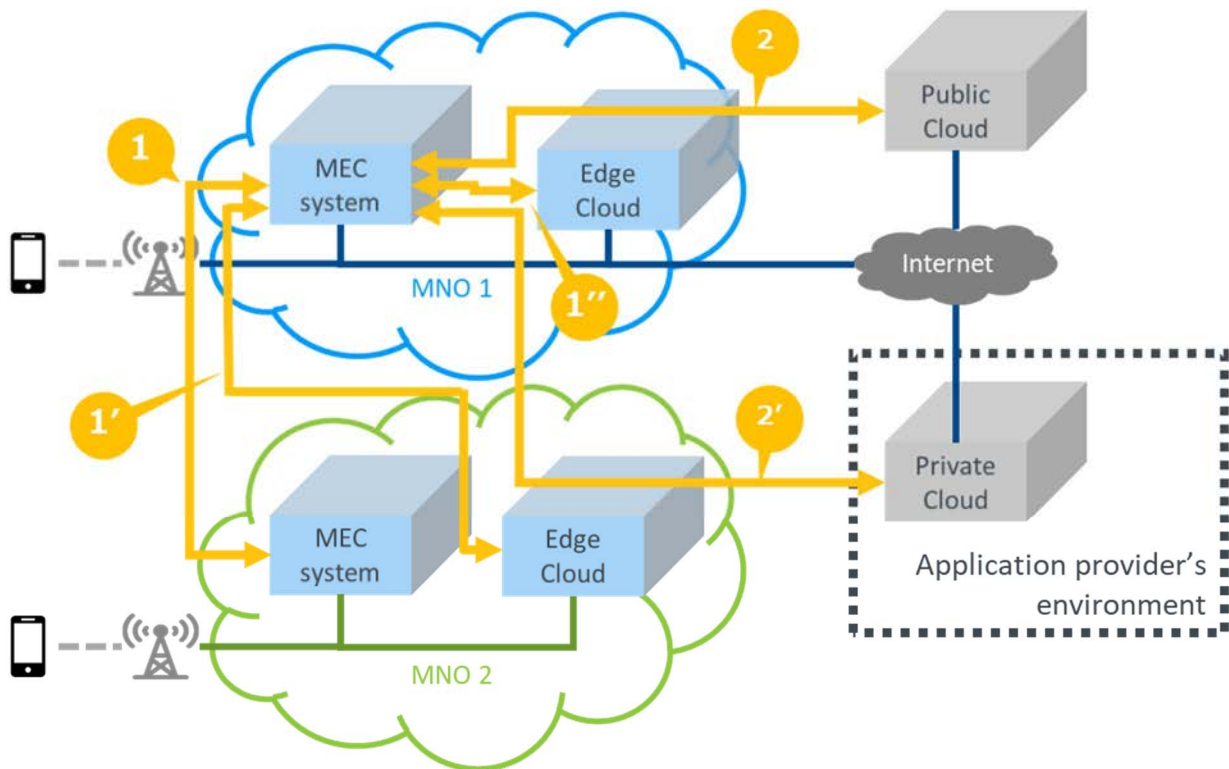 2
Public
Cloud
1
MEC
system
Edge
Cloud
Internet
MNO 1
1″
1′
2′
Private
Cloud
MEC
system
Edge
Cloud
Application provider's
environment
MNO 2